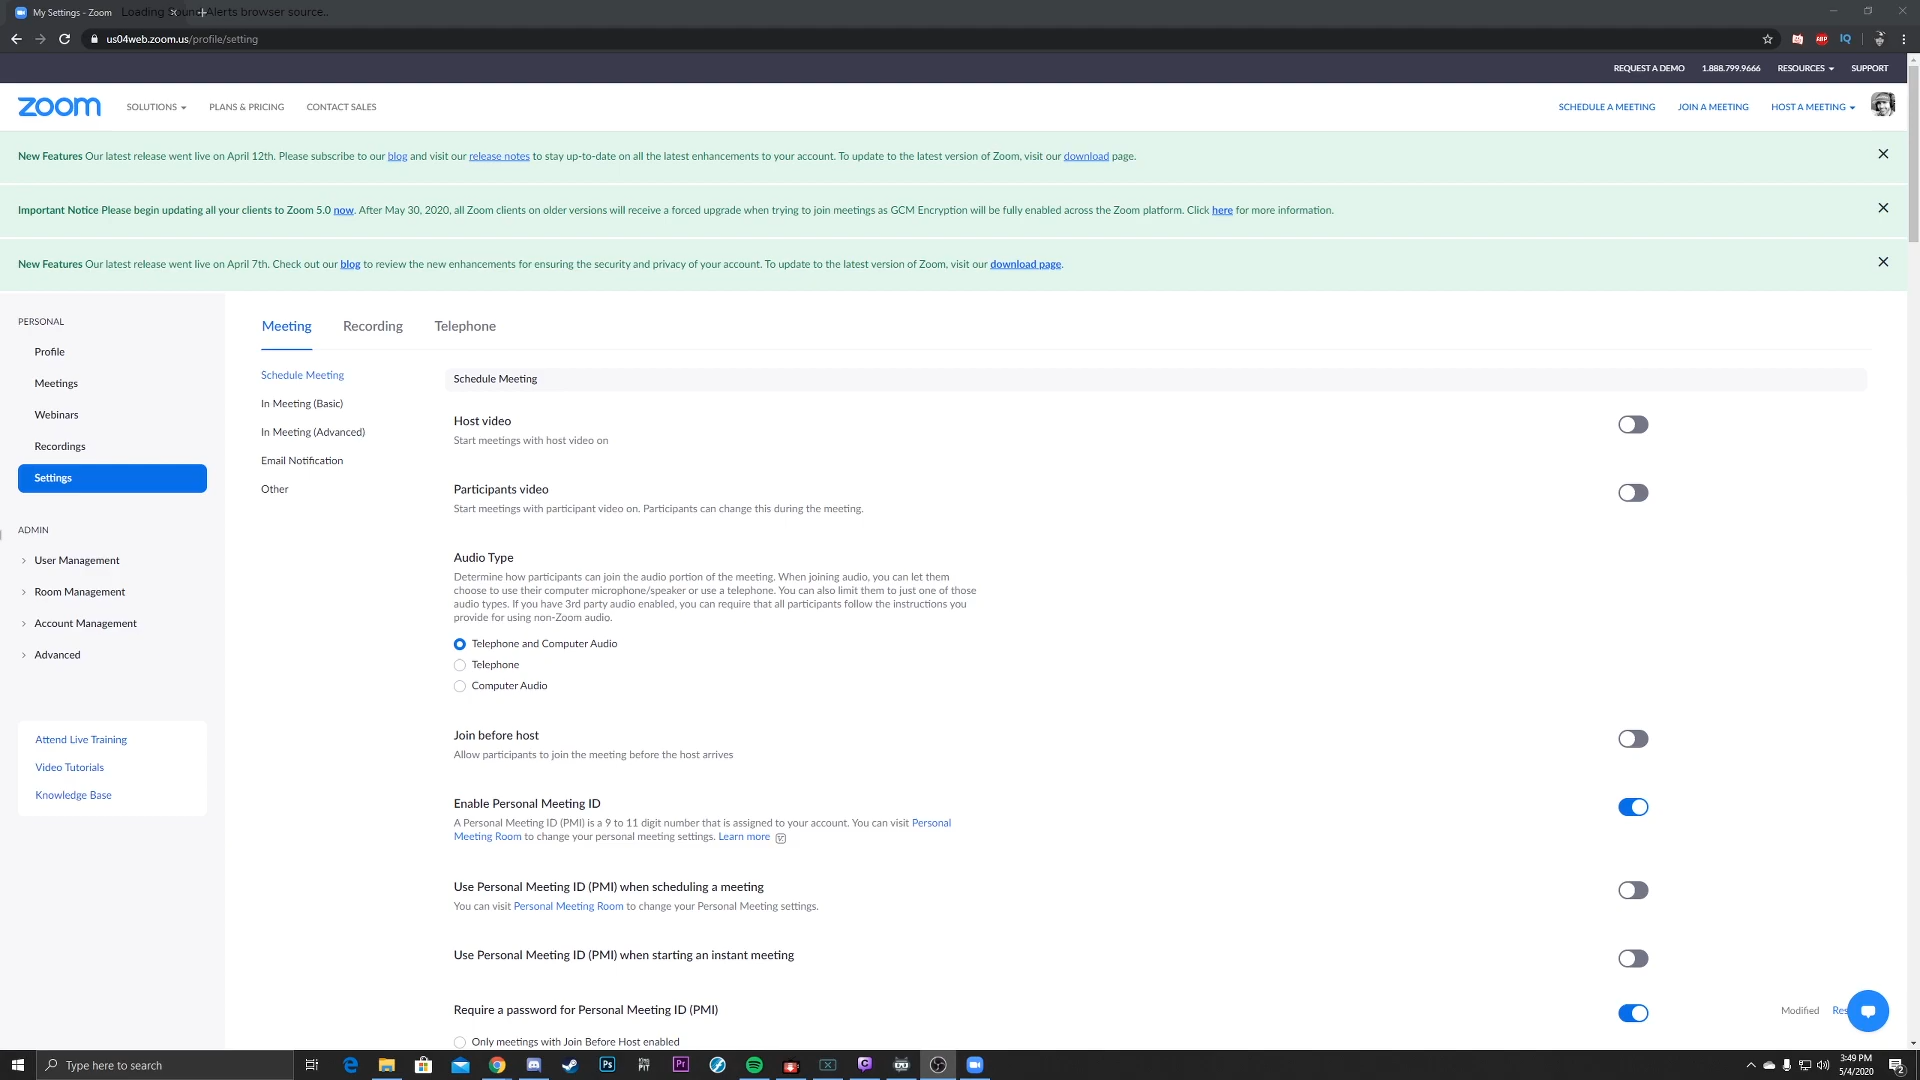 My Settings - Zoom
Loading Sound Alerts browser source..
us04web.zoom.us/profile/setting
REQUEST A DEMO 1.888.799.9666 RESOURCES SUPPORT
zoom SOLUTIONS PLANS & PRICING CONTACT SALES SCHEDULE A MEETING JOIN A MEETING HOST A MEETING
New Features Our latest release went live on April 12th. Please subscribe to our blog and visit our release notes to stay up-to-date on all the latest enhancements to your account. To update to the latest version of Zoom, visit our download page.
Important Notice Please begin updating all your clients to Zoom 5.0 now. After May 30, 2020, all Zoom clients on older versions will receive a forced upgrade when trying to join meetings as GCM Encryption will be fully enabled across the Zoom platform. Click here for more information.
New Features Our latest release went live on April 7th. Check out our blog to review the new enhancements for ensuring the security and privacy of your account. To update to the latest version of Zoom, visit our download page.
PERSONAL
Profile
Meetings
Webinars
Recordings
Settings
ADMIN
User Management
Room Management
Account Management
Advanced
Attend Live Training
Video Tutorials
Knowledge Base
Meeting Recording Telephone
Schedule Meeting
In Meeting (Basic)
In Meeting (Advanced)
Email Notification
Other
Schedule Meeting
Host video
Start meetings with host video on
Participants video
Start meetings with participant video on. Participants can change this during the meeting.
Audio Type
Determine how participants can join the audio portion of the meeting. When joining audio, you can let them
choose to use their computer microphone/speaker or use a telephone. You can also limit them to just one of those
audio types. If you have 3rd party audio enabled, you can require that all participants follow the instructions you
provide for using non-Zoom audio.
Telephone and Computer Audio
Telephone
Computer Audio
Join before host
Allow participants to join the meeting before the host arrives
Enable Personal Meeting ID
A Personal Meeting ID (PMI) is a 9 to 11 digit number that is assigned to your account. You can visit Personal
Meeting Room to change your personal meeting settings. Learn more
Use Personal Meeting ID (PMI) when scheduling a meeting
You can visit Personal Meeting Room to change your Personal Meeting settings.
Use Personal Meeting ID (PMI) when starting an instant meeting
Require a password for Personal Meeting ID (PMI)
Modified Res
Only meetings with Join Before Host enabled
Type here to search
3:49 PM
5/4/2020